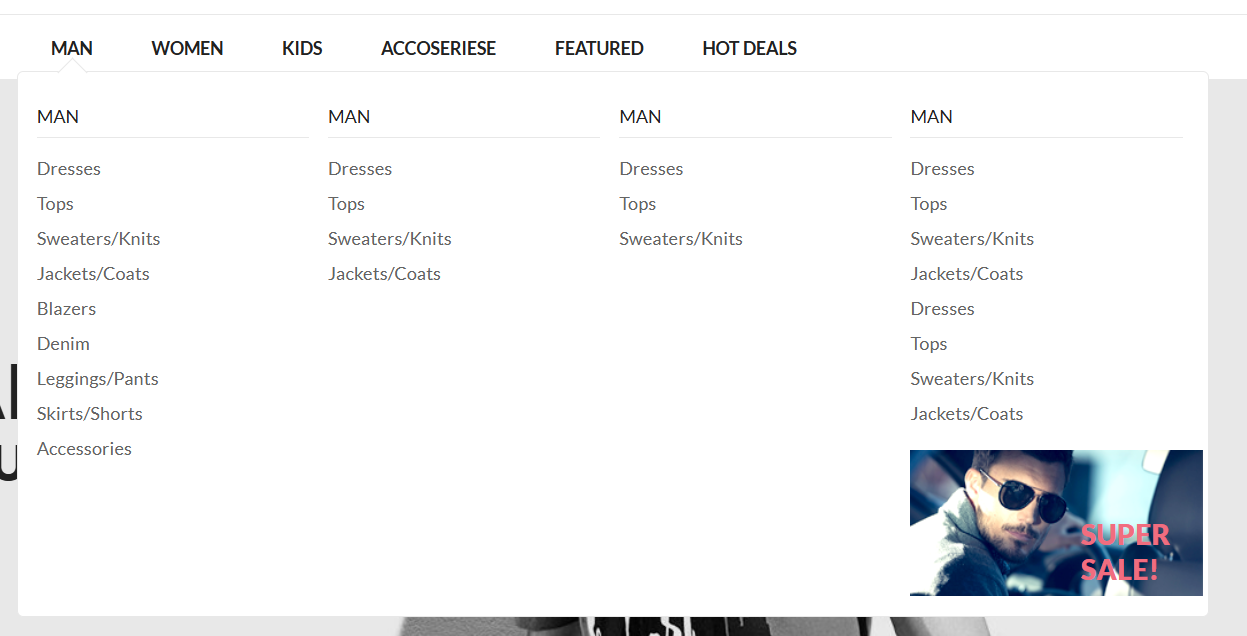 MAN WOMEN KIDS ACCOSERIESE FEATURED HOT DEALS
MAN
Dresses
Tops
Sweaters/Knits
Jackets/Coats
Blazers
Denim
Leggings/Pants
Skirts/Shorts
Accessories
MAN
Dresses
Tops
Sweaters/Knits
Jackets/Coats
MAN
Dresses
Tops
Sweaters/Knits
MAN
Dresses
Tops
Sweaters/Knits
Jackets/Coats
Dresses
Tops
Sweaters/Knits
Jackets/Coats
SUPER
SALE!